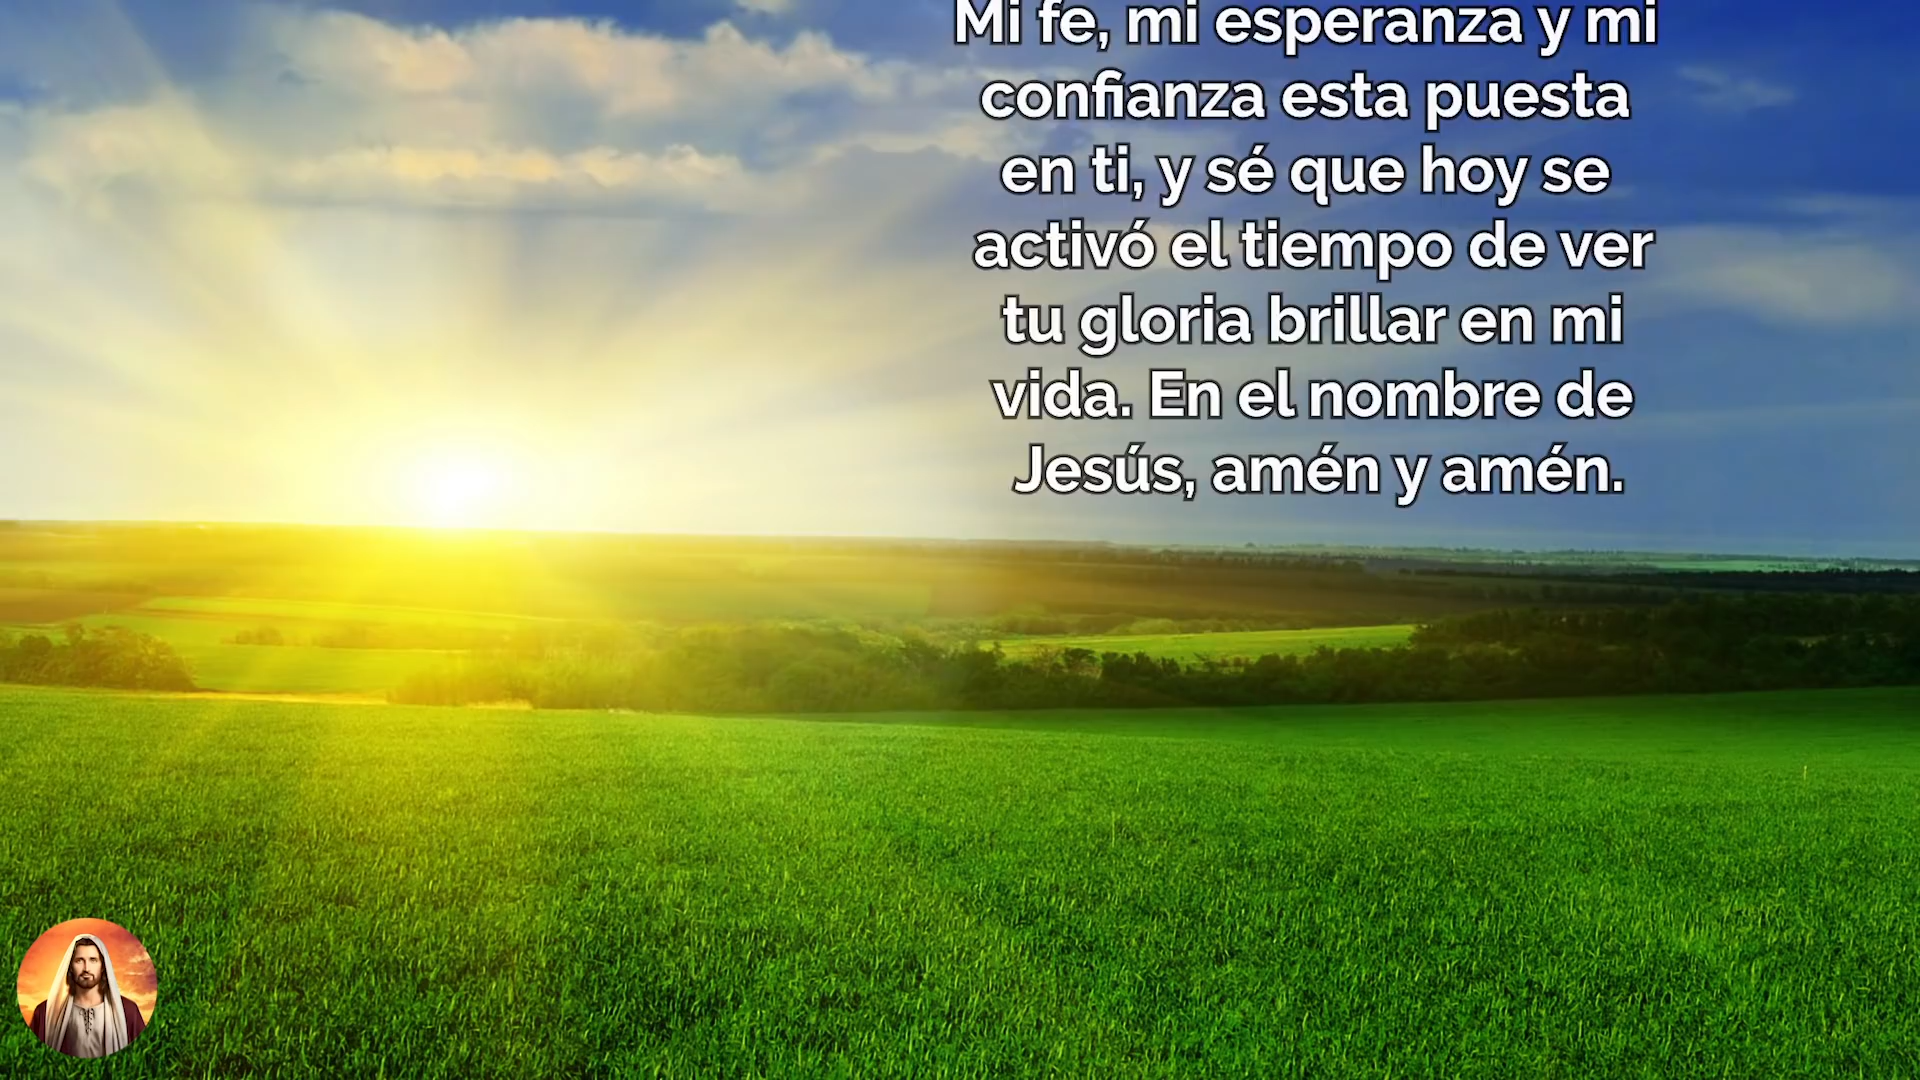 Mi fe, mi esperanza y mi
confianza esta puesta
en ti, y sé que hoy se
activó el tiempo de ver
tu gloria brillar en mi
vida. En el nombre de
Jesús, amén y amén.